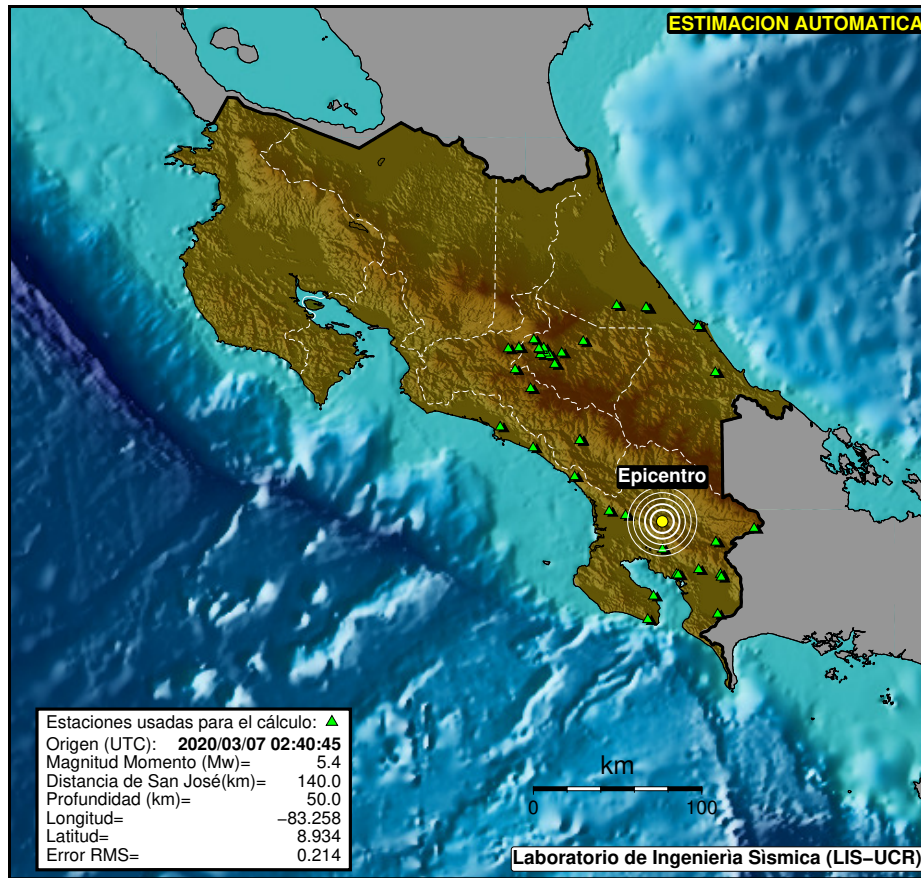 ESTIMACION AUTOMATICA
Epicentro
Estaciones usadas para el cálculo:
Origen (UTC): 2020/03/07 02:40:45
Magnitud Momento (Mw)= 5.4
Distancia de San José(km)= 140.0
Profundidad (km)= 50.0
Longitud= −83.258
Latitud= 8.934
Error RMS= 0.214
km
0 100
Laboratorio de Ingenierìa Sìsmica (LIS−UCR)